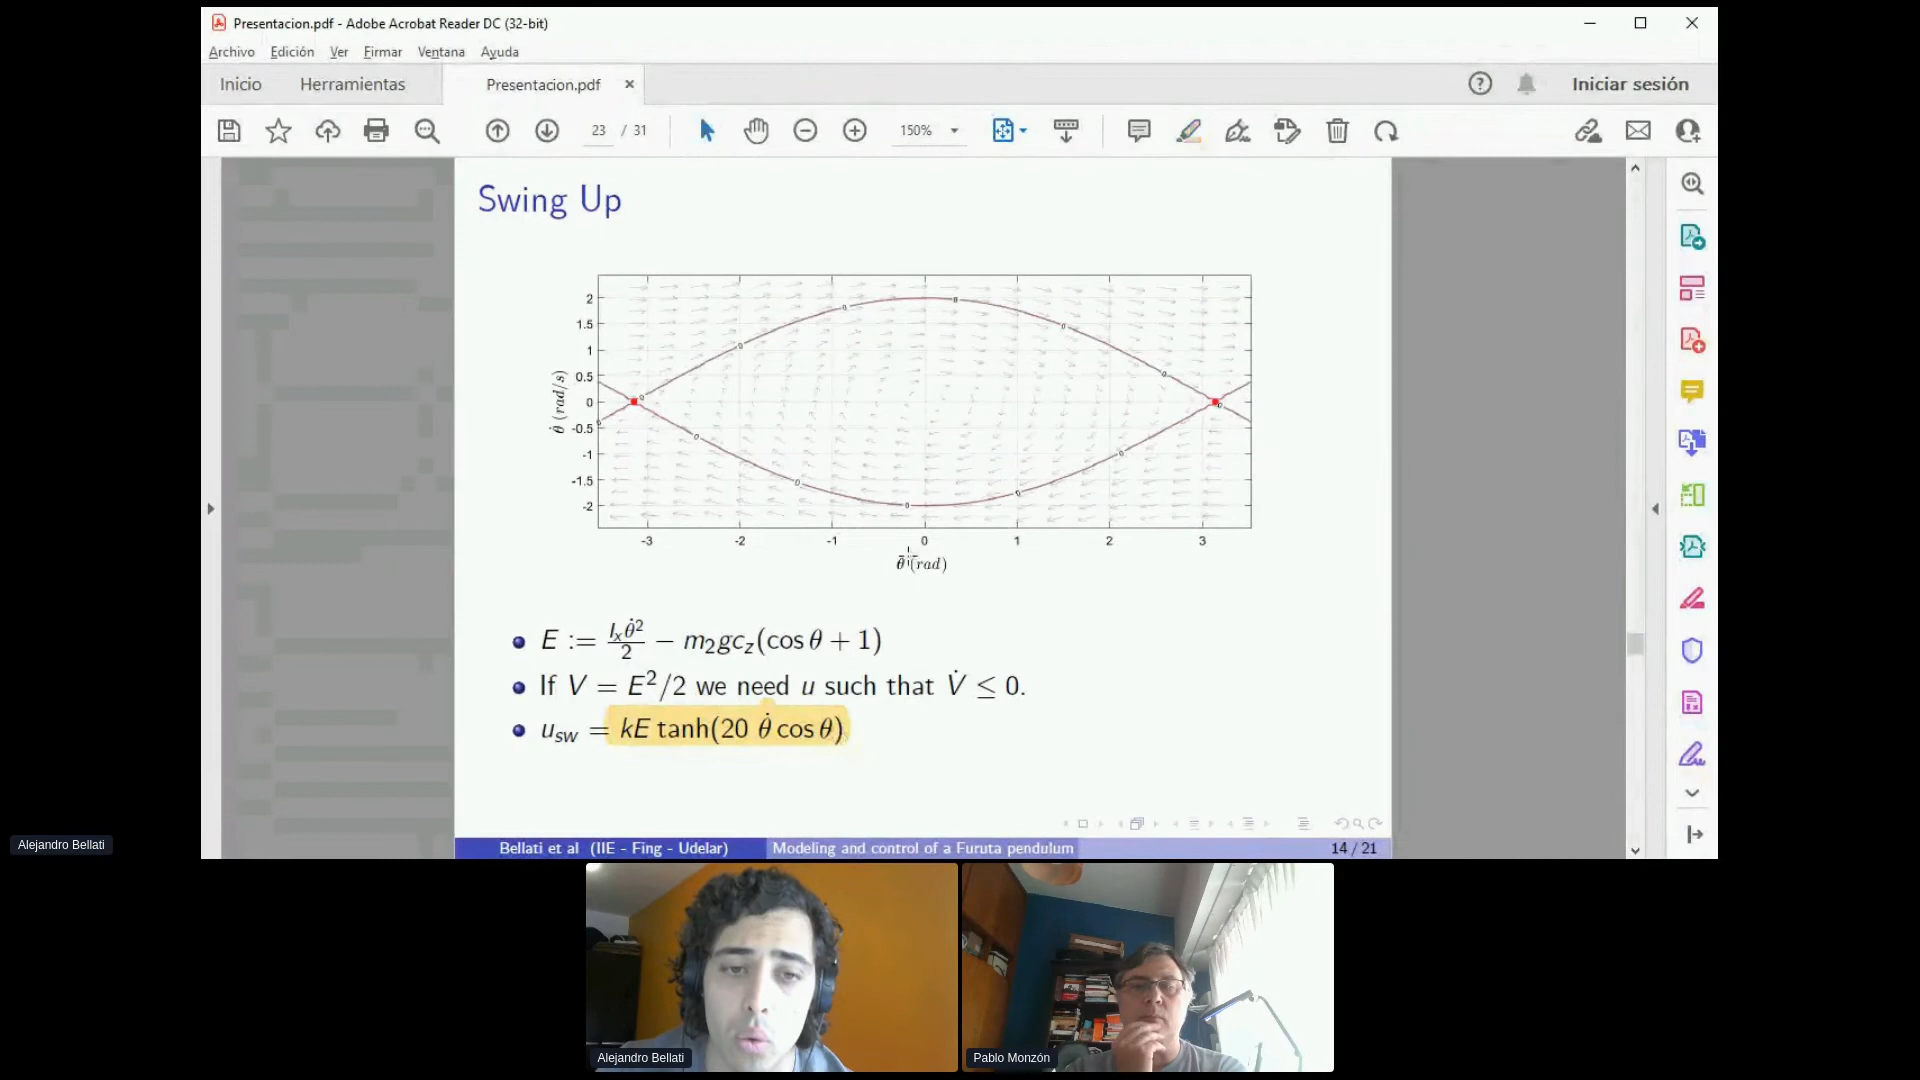 Presentacion.pdf - Adobe Acrobat Reader DC (32-bit)
Archivo Edición Ver Firmar Ventana Ayuda
Inicio Herramientas Presentacion.pdf × Iniciar sesión
23 / 31 150%
Swing Up
2
1.5
1
0.5
0
-0.5
-1
-1.5
-2
θ̇ (rad/s)
-3 -2 -1 0 1 2 3
θ (rad)
E := I_xθ̇²/2 − m₂gc_z(cos θ + 1)
If V = E²/2 we need u such that V̇ ≤ 0.
u_sw = kE tanh(20 θ̇ cos θ)
Bellati et al (IIE - Fing - Udelar) Modeling and control of a Furuta pendulum 14 / 21
Alejandro Bellati
Alejandro Bellati Pablo Monzón